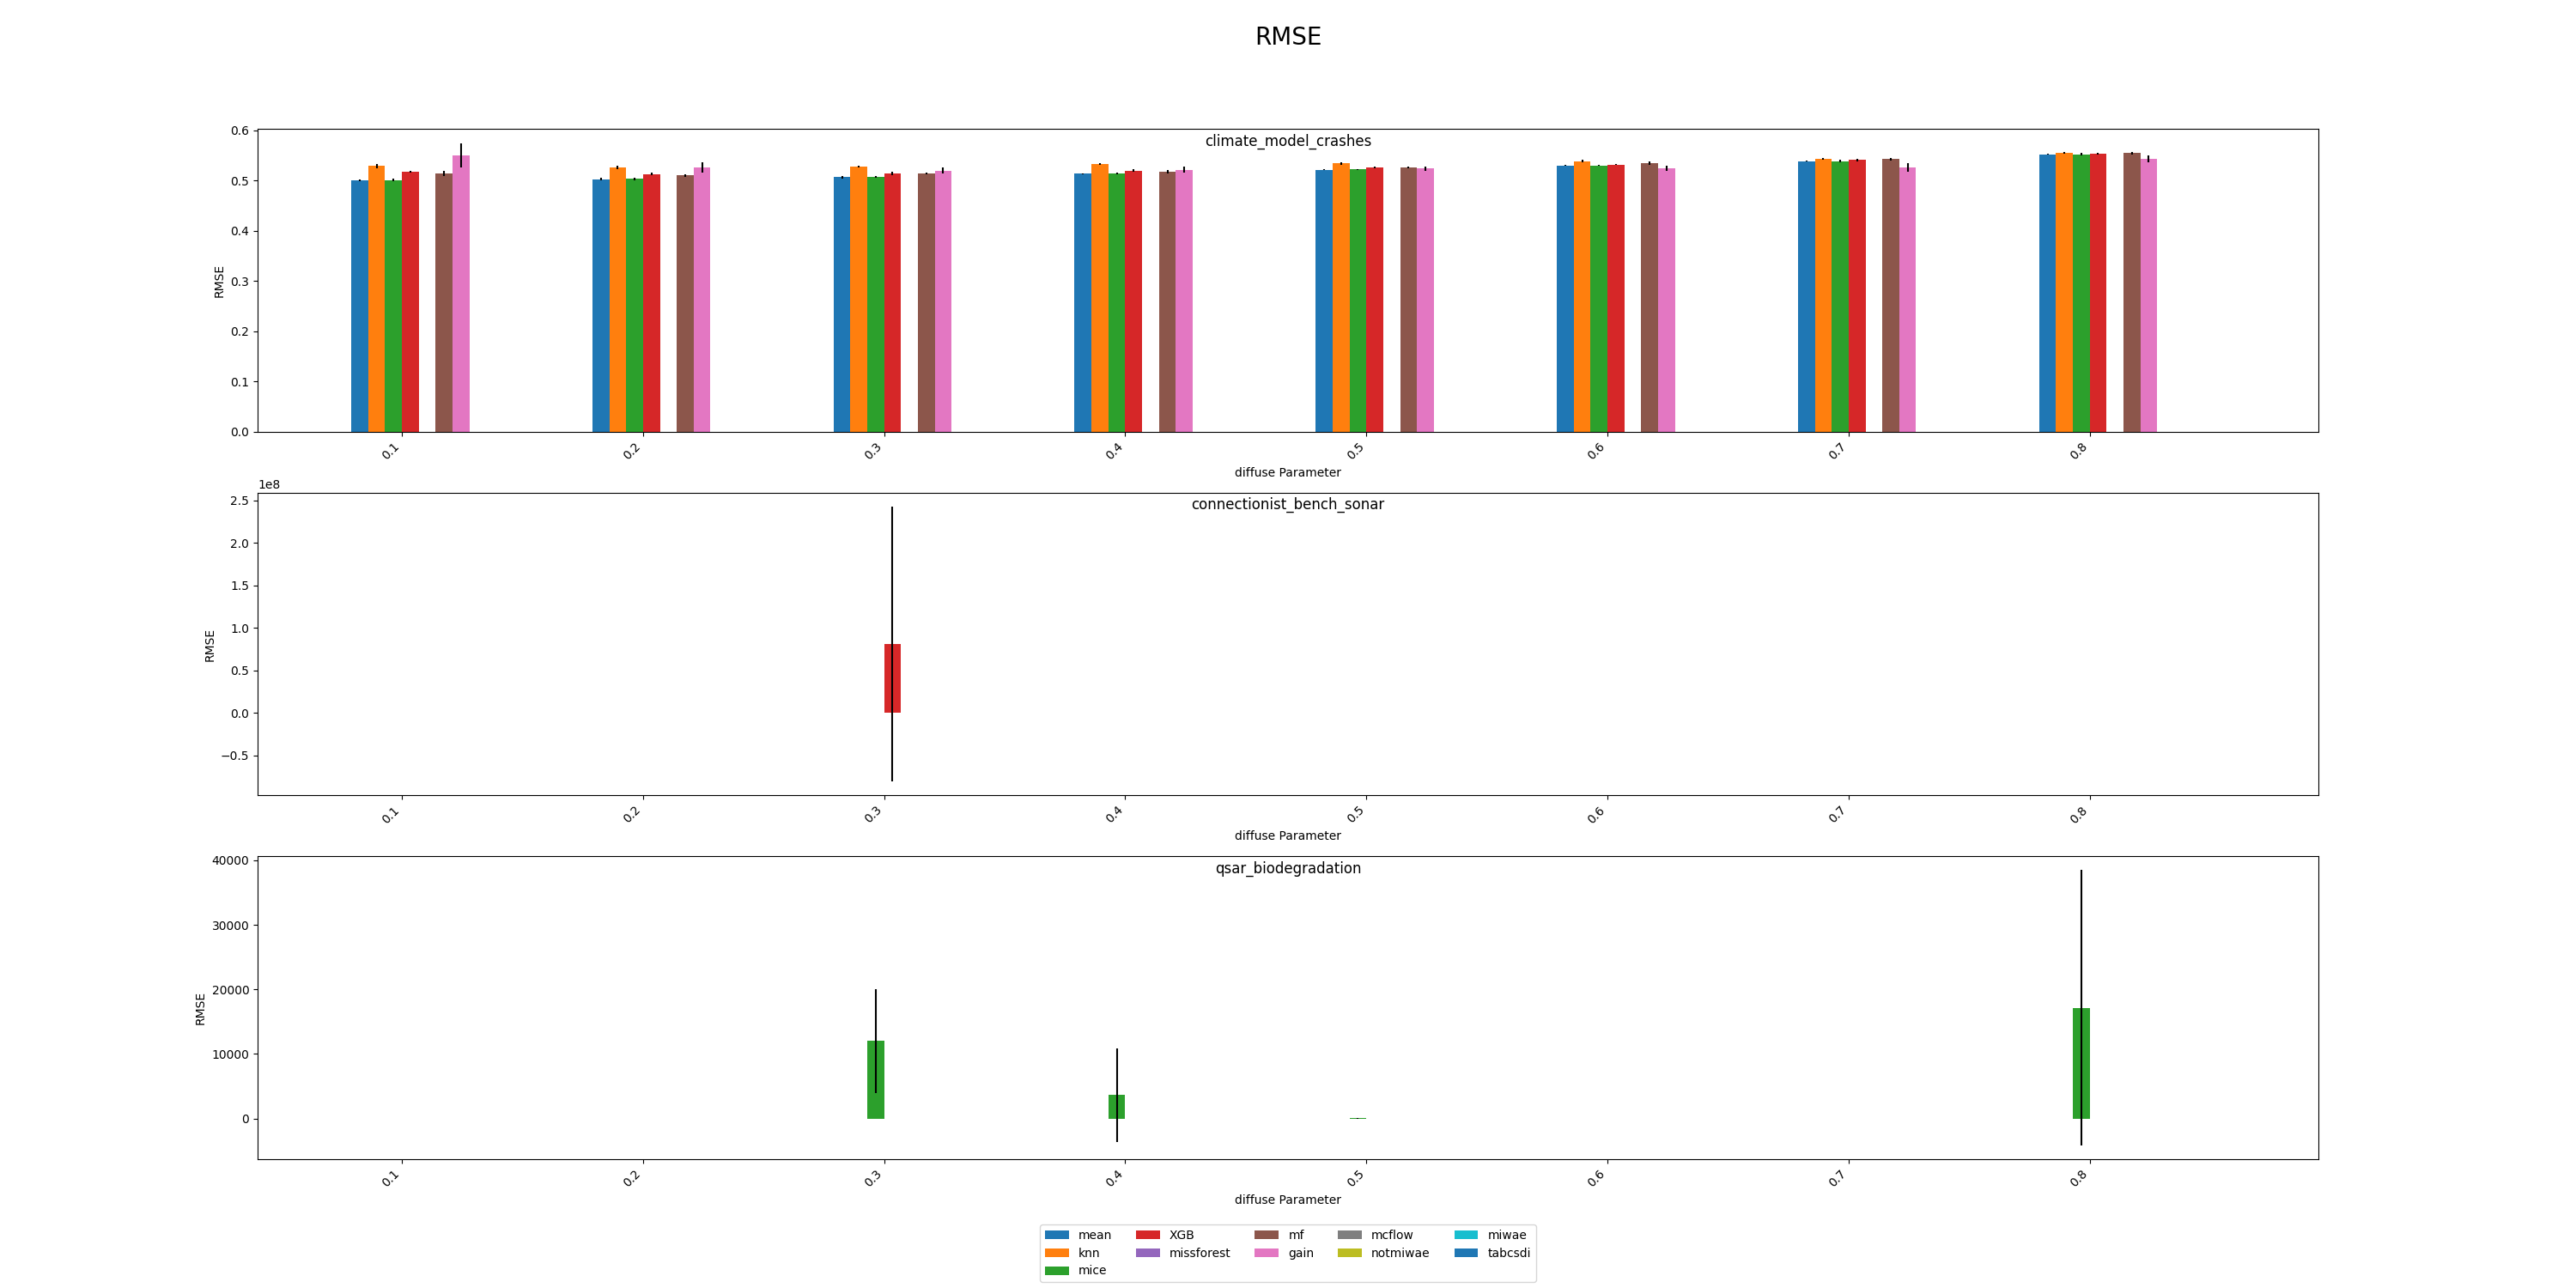 RMSE
climate_model_crashes
0.6
0.5
0.4
0.3
0.2
0.1
0.0
RMSE
0.1 0.2 0.3 0.4 0.5 0.6 0.7 0.8
diffuse Parameter
1e8
connectionist_bench_sonar
2.5
2.0
1.5
1.0
0.5
0.0
−0.5
RMSE
0.1 0.2 0.3 0.4 0.5 0.6 0.7 0.8
diffuse Parameter
qsar_biodegradation
40000
30000
20000
10000
0
RMSE
0.1 0.2 0.3 0.4 0.5 0.6 0.7 0.8
diffuse Parameter
mean XGB mf mcflow miwae
knn missforest gain notmiwae tabcsdi
mice